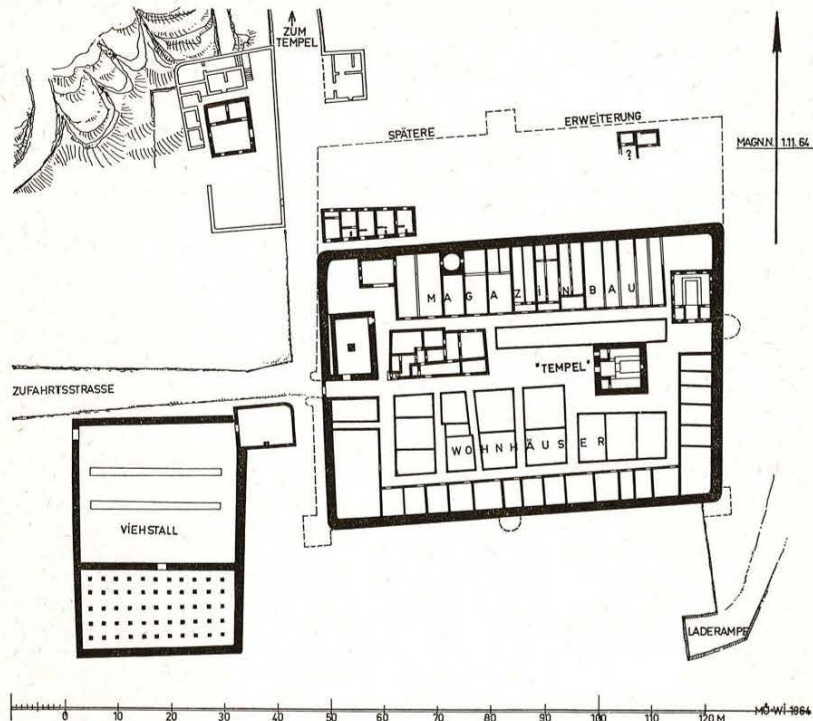 ZUM
TEMPEL
SPÄTERE ERWEITERUNG
MAGN.N. 1.11.64
?
MAGAZINBAU
"TEMPEL"
ZUFAHRTSSTRASSE
WOHNHÄUSER
VIEHSTALL
LADERAMPE
0 10 20 30 40 50 60 70 80 90 100 110 120 M
MÖ-WI 1964